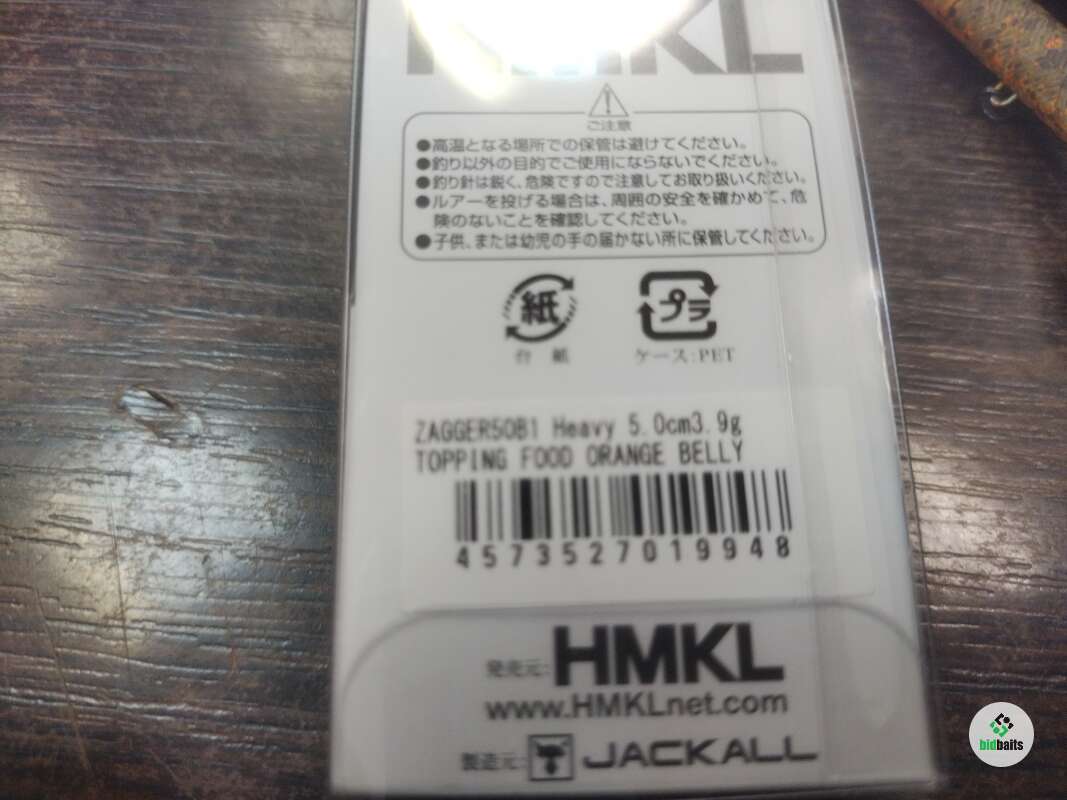 HMKL
ご注意
●高温となる場所での保管は避けてください。
●釣り以外の目的でご使用にならないでください。
●釣り針は鋭く、危険ですので注意してお取り扱いください。
●ルアーを投げる場合は、周囲の安全を確かめて、危
険のないことを確認してください。
●子供、または幼児の手の届かない所に保管してください。
紙 プラ
台 紙 ケース:PET
ZAGGER50B1 Heavy 5.0cm3.9g
TOPPING FOOD ORANGE BELLY
4573527019948
発売元: HMKL
www.HMKLnet.com
製造元: JACKALL
bidbaits